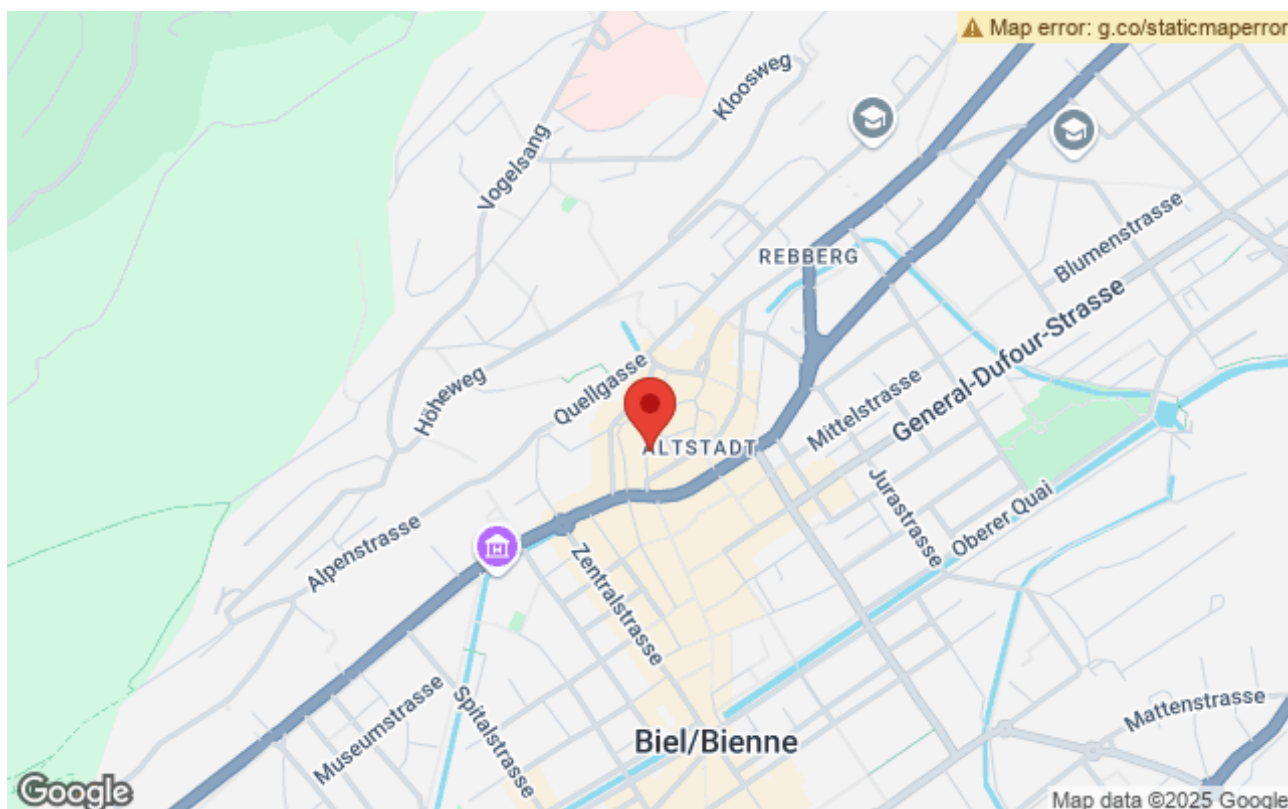 Map error: g.co/staticmaperror
Kloosweg
Vogelsang
Blumenstrasse
REBBERG
General-Dufour-Strasse
Höheweg
Quellgasse
Mittelstrasse
ALTSTADT
Jurastrasse
Oberer Quai
Alpenstrasse
Zentralstrasse
Museumstrasse
Spitalstrasse
Mattenstrasse
Biel/Bienne
Google
Map data ©2025 Google